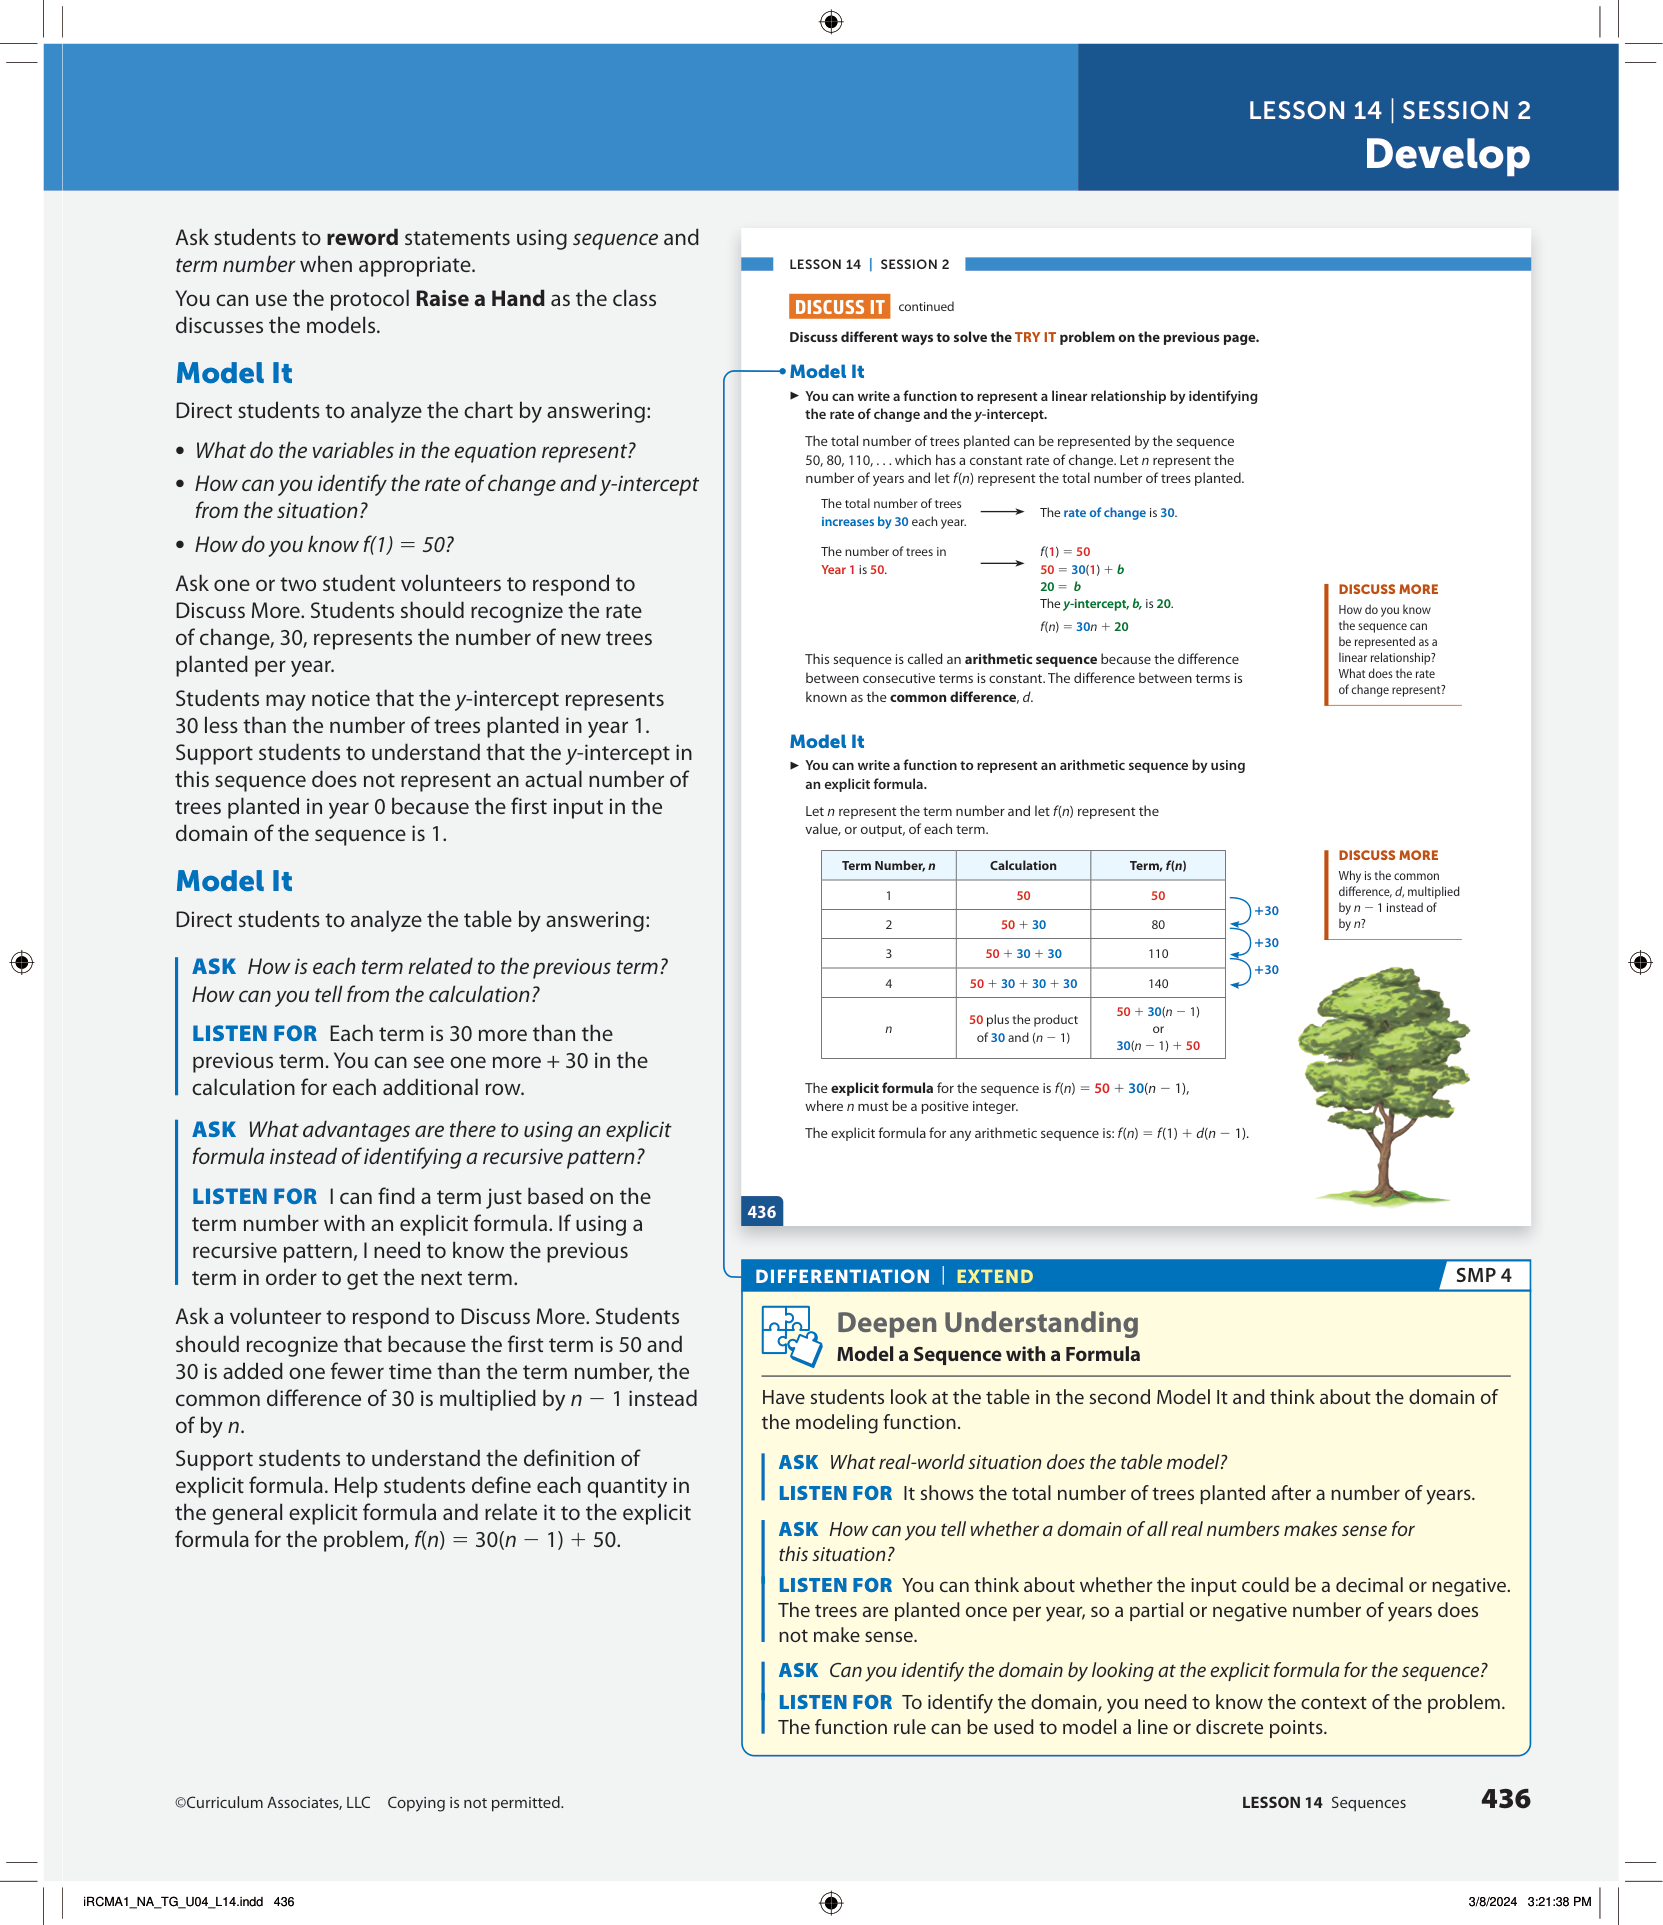 LESSON 14 | SESSION 2
Develop
Ask students to reword statements using sequence and
term number when appropriate.
You can use the protocol Raise a Hand as the class
discusses the models.
Model It
Direct students to analyze the chart by answering:
• What do the variables in the equation represent?
• How can you identify the rate of change and y-intercept
from the situation?
• How do you know f(1) = 50?
Ask one or two student volunteers to respond to
Discuss More. Students should recognize the rate
of change, 30, represents the number of new trees
planted per year.
Students may notice that the y-intercept represents
30 less than the number of trees planted in year 1.
Support students to understand that the y-intercept in
this sequence does not represent an actual number of
trees planted in year 0 because the first input in the
domain of the sequence is 1.
Model It
Direct students to analyze the table by answering:
ASK How is each term related to the previous term?
How can you tell from the calculation?
LISTEN FOR Each term is 30 more than the
previous term. You can see one more + 30 in the
calculation for each additional row.
ASK What advantages are there to using an explicit
formula instead of identifying a recursive pattern?
LISTEN FOR I can find a term just based on the
term number with an explicit formula. If using a
recursive pattern, I need to know the previous
term in order to get the next term.
Ask a volunteer to respond to Discuss More. Students
should recognize that because the first term is 50 and
30 is added one fewer time than the term number, the
common difference of 30 is multiplied by n − 1 instead
of by n.
Support students to understand the definition of
explicit formula. Help students define each quantity in
the general explicit formula and relate it to the explicit
formula for the problem, f(n) = 30(n − 1) + 50.
LESSON 14 | SESSION 2
DISCUSS IT continued
Discuss different ways to solve the TRY IT problem on the previous page.
Model It
► You can write a function to represent a linear relationship by identifying
the rate of change and the y-intercept.
The total number of trees planted can be represented by the sequence
50, 80, 110, . . . which has a constant rate of change. Let n represent the
number of years and let f(n) represent the total number of trees planted.
The total number of trees
increases by 30 each year.
The rate of change is 30.
The number of trees in
Year 1 is 50.
f(1) = 50
50 = 30(1) + b
20 = b
The y-intercept, b, is 20.
f(n) = 30n + 20
This sequence is called an arithmetic sequence because the difference
between consecutive terms is constant. The difference between terms is
known as the common difference, d.
DISCUSS MORE
How do you know
the sequence can
be represented as a
linear relationship?
What does the rate
of change represent?
Model It
► You can write a function to represent an arithmetic sequence by using
an explicit formula.
Let n represent the term number and let f(n) represent the
value, or output, of each term.
Term Number, n Calculation Term, f(n)
1 50 50
2 50 + 30 80
3 50 + 30 + 30 110
4 50 + 30 + 30 + 30 140
n
50 plus the product
of 30 and (n − 1)
50 + 30(n − 1)
or
30(n − 1) + 50
+30
+30
+30
DISCUSS MORE
Why is the common
difference, d, multiplied
by n − 1 instead of
by n?
The explicit formula for the sequence is f(n) = 50 + 30(n − 1),
where n must be a positive integer.
The explicit formula for any arithmetic sequence is: f(n) = f(1) + d(n − 1).
436
DIFFERENTIATION | EXTEND SMP 4
Deepen Understanding
Model a Sequence with a Formula
Have students look at the table in the second Model It and think about the domain of
the modeling function.
ASK What real-world situation does the table model?
LISTEN FOR It shows the total number of trees planted after a number of years.
ASK How can you tell whether a domain of all real numbers makes sense for
this situation?
LISTEN FOR You can think about whether the input could be a decimal or negative.
The trees are planted once per year, so a partial or negative number of years does
not make sense.
ASK Can you identify the domain by looking at the explicit formula for the sequence?
LISTEN FOR To identify the domain, you need to know the context of the problem.
The function rule can be used to model a line or discrete points.
©Curriculum Associates, LLC Copying is not permitted.
LESSON 14 Sequences 436
iRCMA1_NA_TG_U04_L14.indd 436
3/8/2024 3:21:38 PM